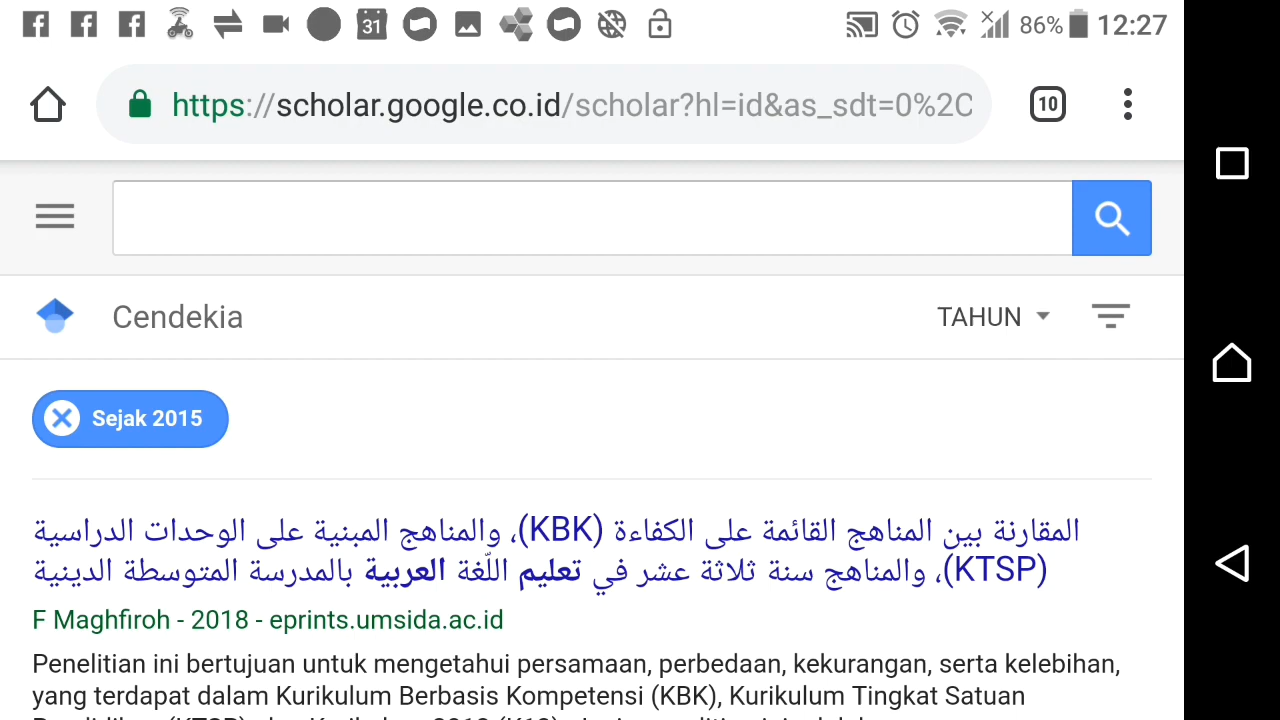 31 86% 12:27
https://scholar.google.co.id/scholar?hl=id&as_sdt=0%2C 10
Cendekia TAHUN
Sejak 2015
المقارنة بين المناهج القائمة على الكفاءة (KBK)، والمناهج المبنية على الوحدات الدراسية
(KTSP)، والمناهج سنة ثلاثة عشر في تعليم اللّغة العربية بالمدرسة المتوسطة الدينية
F Maghfiroh - 2018 - eprints.umsida.ac.id
Penelitian ini bertujuan untuk mengetahui persamaan, perbedaan, kekurangan, serta kelebihan,
yang terdapat dalam Kurikulum Berbasis Kompetensi (KBK), Kurikulum Tingkat Satuan